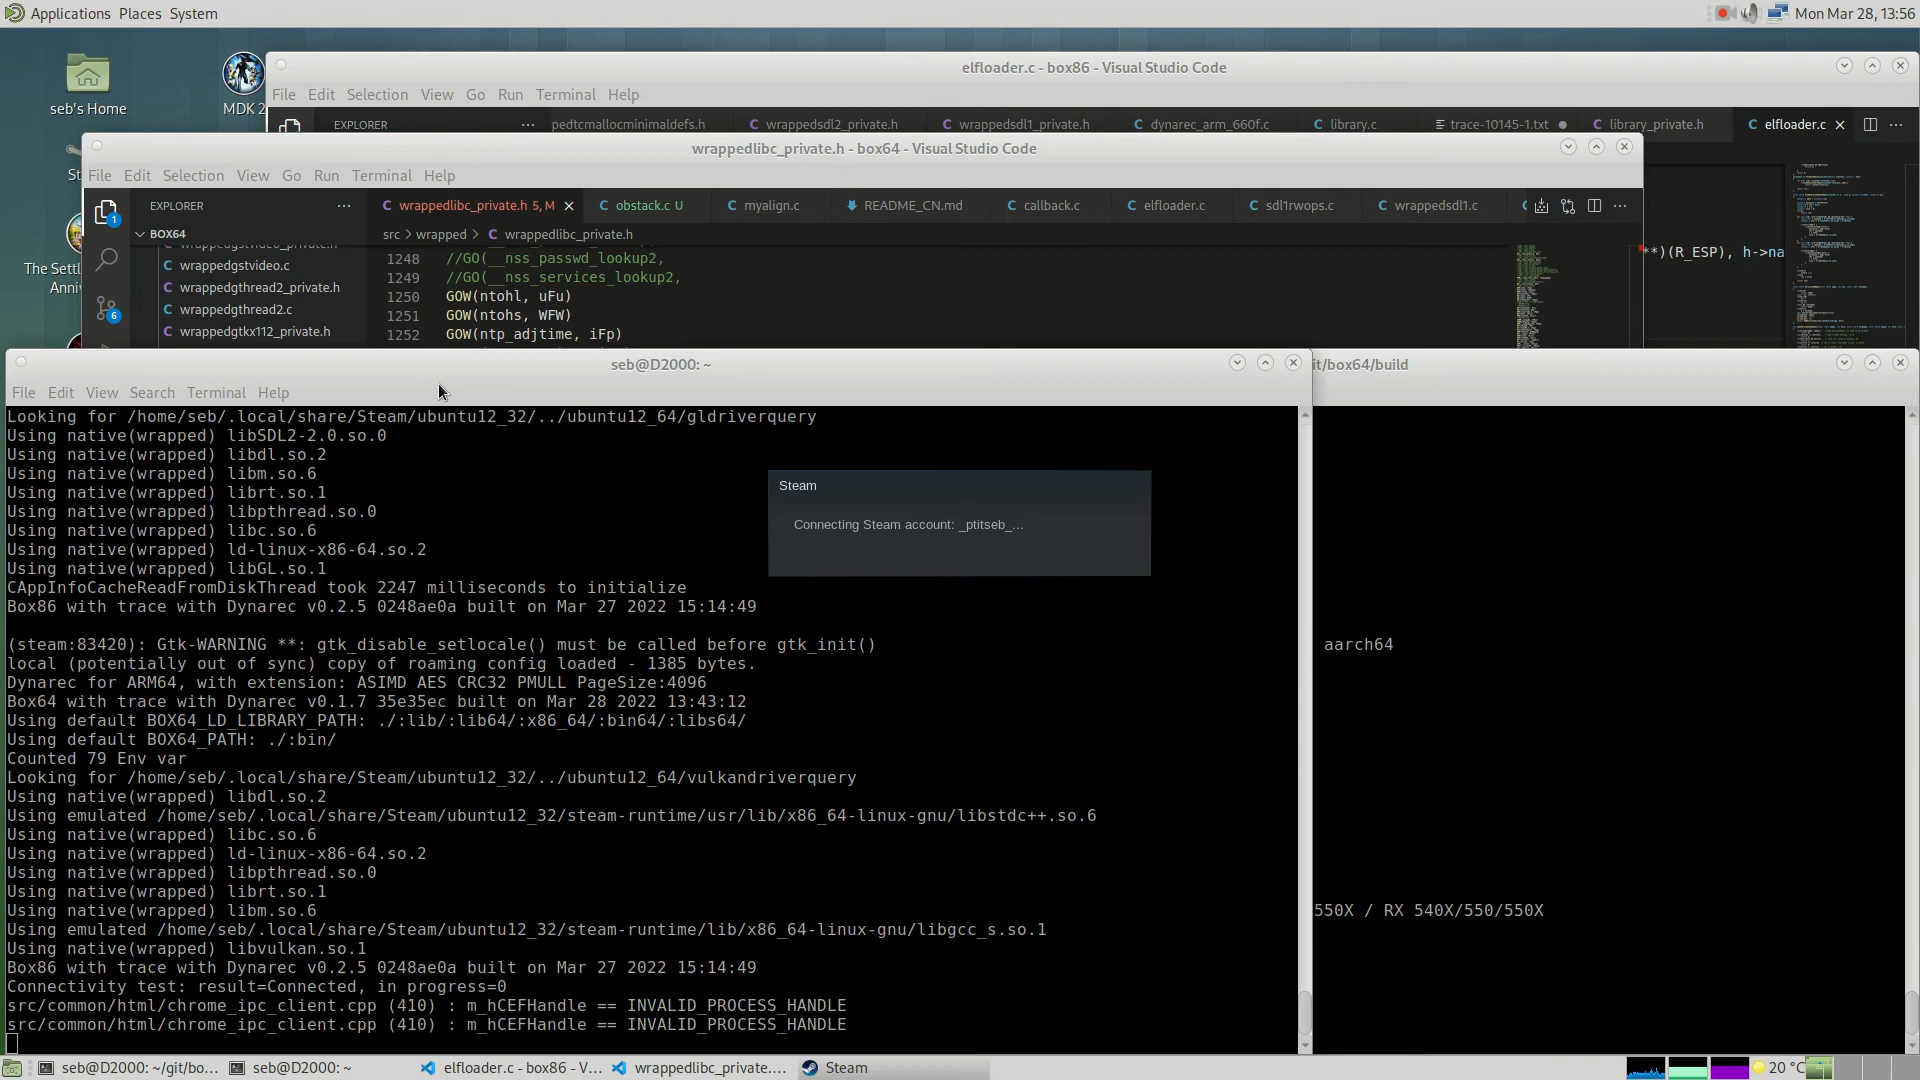 Applications Places System
Mon Mar 28, 13:56
seb's Home
MDK 2
elfloader.c - box86 - Visual Studio Code
File Edit Selection View Go Run Terminal Help
EXPLORER ... pedtcmallocminimaldefs.h C wrappedsdl2_private.h C wrappedsdl1_private.h C dynarec_arm_660f.c C library.c trace-10145-1.txt C library_private.h C elfloader.c
wrappedlibc_private.h - box64 - Visual Studio Code
File Edit Selection View Go Run Terminal Help
EXPLORER ... C wrappedlibc_private.h 5, M C obstack.c U C myalign.c README_CN.md C callback.c C elfloader.c C sdl1rwops.c C wrappedsdl1.c
BOX64
src > wrapped > C wrappedlibc_private.h
1
6
wrappedgstvideo_private.h
C wrappedgstvideo.c
C wrappedgthread2_private.h
C wrappedgthread2.c
C wrappedgtkx112_private.h
1248 //GO(__nss_passwd_lookup2,
1249 //GO(__nss_services_lookup2,
1250 GOW(ntohl, uFu)
1251 GOW(ntohs, WFW)
1252 GOW(ntp_adjtime, iFp)
**)(R_ESP), h->na
St
The Settl
Anniv
seb@D2000: ~
File Edit View Search Terminal Help
Looking for /home/seb/.local/share/Steam/ubuntu12_32/../ubuntu12_64/gldriverquery
Using native(wrapped) libSDL2-2.0.so.0
Using native(wrapped) libdl.so.2
Using native(wrapped) libm.so.6
Using native(wrapped) librt.so.1
Using native(wrapped) libpthread.so.0
Using native(wrapped) libc.so.6
Using native(wrapped) ld-linux-x86-64.so.2
Using native(wrapped) libGL.so.1
CAppInfoCacheReadFromDiskThread took 2247 milliseconds to initialize
Box86 with trace with Dynarec v0.2.5 0248ae0a built on Mar 27 2022 15:14:49
(steam:83420): Gtk-WARNING **: gtk_disable_setlocale() must be called before gtk_init()
local (potentially out of sync) copy of roaming config loaded - 1385 bytes.
Dynarec for ARM64, with extension: ASIMD AES CRC32 PMULL PageSize:4096
Box64 with trace with Dynarec v0.1.7 35e35ec built on Mar 28 2022 13:43:12
Using default BOX64_LD_LIBRARY_PATH: ./:lib/:lib64/:x86_64/:bin64/:libs64/
Using default BOX64_PATH: ./:bin/
Counted 79 Env var
Looking for /home/seb/.local/share/Steam/ubuntu12_32/../ubuntu12_64/vulkandriverquery
Using native(wrapped) libdl.so.2
Using emulated /home/seb/.local/share/Steam/ubuntu12_32/steam-runtime/usr/lib/x86_64-linux-gnu/libstdc++.so.6
Using native(wrapped) libc.so.6
Using native(wrapped) ld-linux-x86-64.so.2
Using native(wrapped) libpthread.so.0
Using native(wrapped) librt.so.1
Using native(wrapped) libm.so.6
Using emulated /home/seb/.local/share/Steam/ubuntu12_32/steam-runtime/lib/x86_64-linux-gnu/libgcc_s.so.1
Using native(wrapped) libvulkan.so.1
Box86 with trace with Dynarec v0.2.5 0248ae0a built on Mar 27 2022 15:14:49
Connectivity test: result=Connected, in progress=0
src/common/html/chrome_ipc_client.cpp (410) : m_hCEFHandle == INVALID_PROCESS_HANDLE
src/common/html/chrome_ipc_client.cpp (410) : m_hCEFHandle == INVALID_PROCESS_HANDLE
Steam
Connecting Steam account: _ptitseb_...
it/box64/build
aarch64
550X / RX 540X/550/550X
seb@D2000: ~/git/bo... seb@D2000: ~ elfloader.c - box86 - V... wrappedlibc_private.... Steam 20 °C